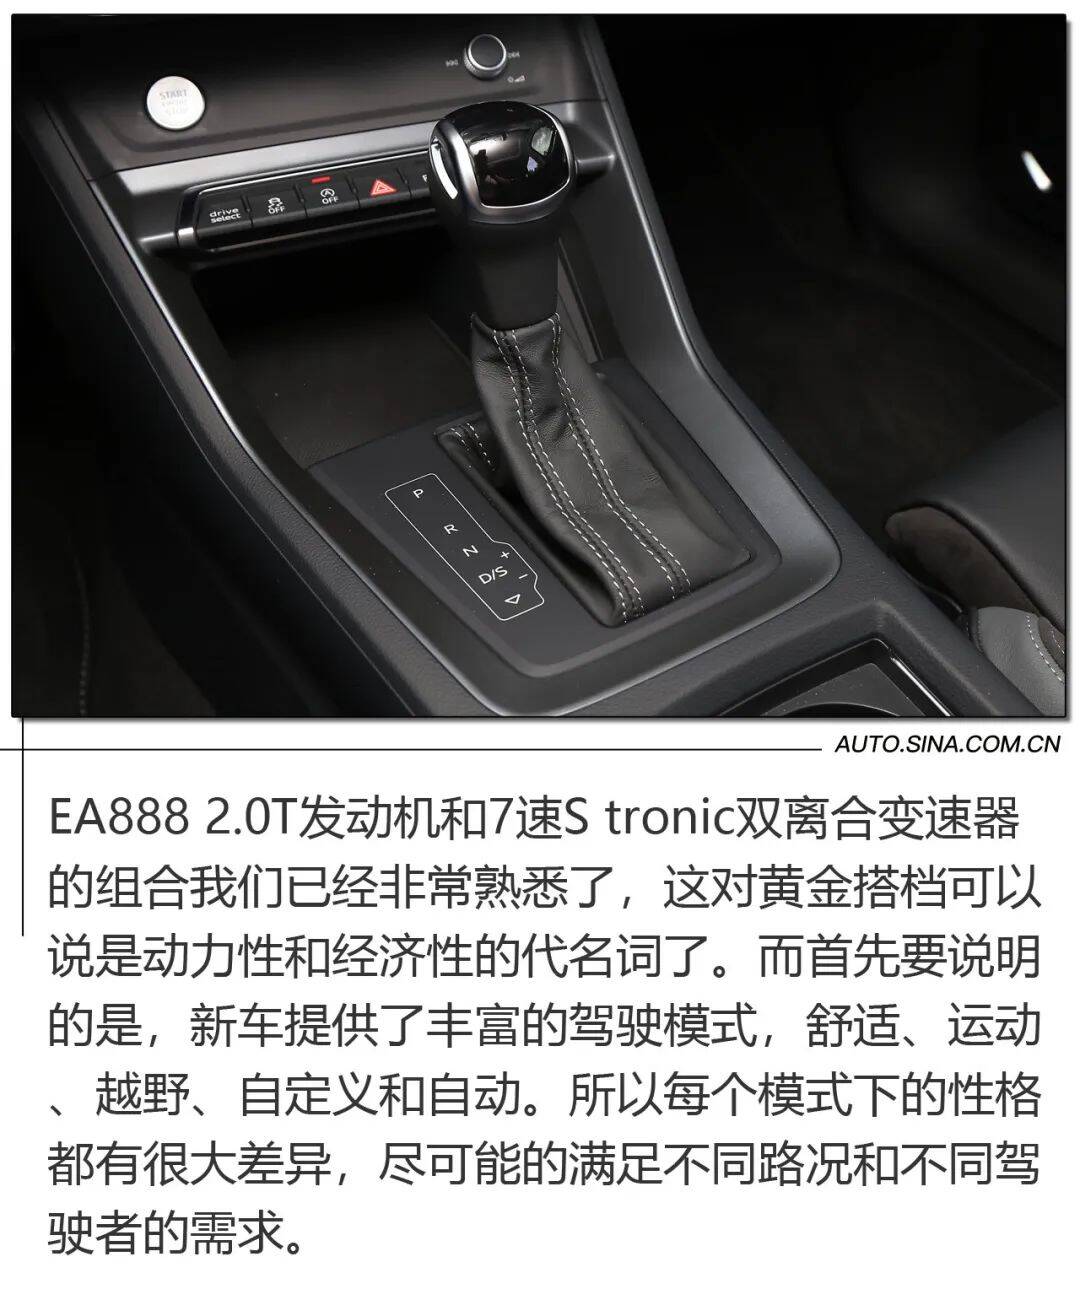 START
STOP
drive
select
OFF
OFF
P
R
N
+
D/S
-
AUTO.SINA.COM.CN
EA888 2.0T发动机和7速S tronic双离合变速器
的组合我们已经非常熟悉了，这对黄金搭档可以
说是动力性和经济性的代名词了。而首先要说明
的是，新车提供了丰富的驾驶模式，舒适、运动
、越野、自定义和自动。所以每个模式下的性格
都有很大差异，尽可能的满足不同路况和不同驾
驶者的需求。